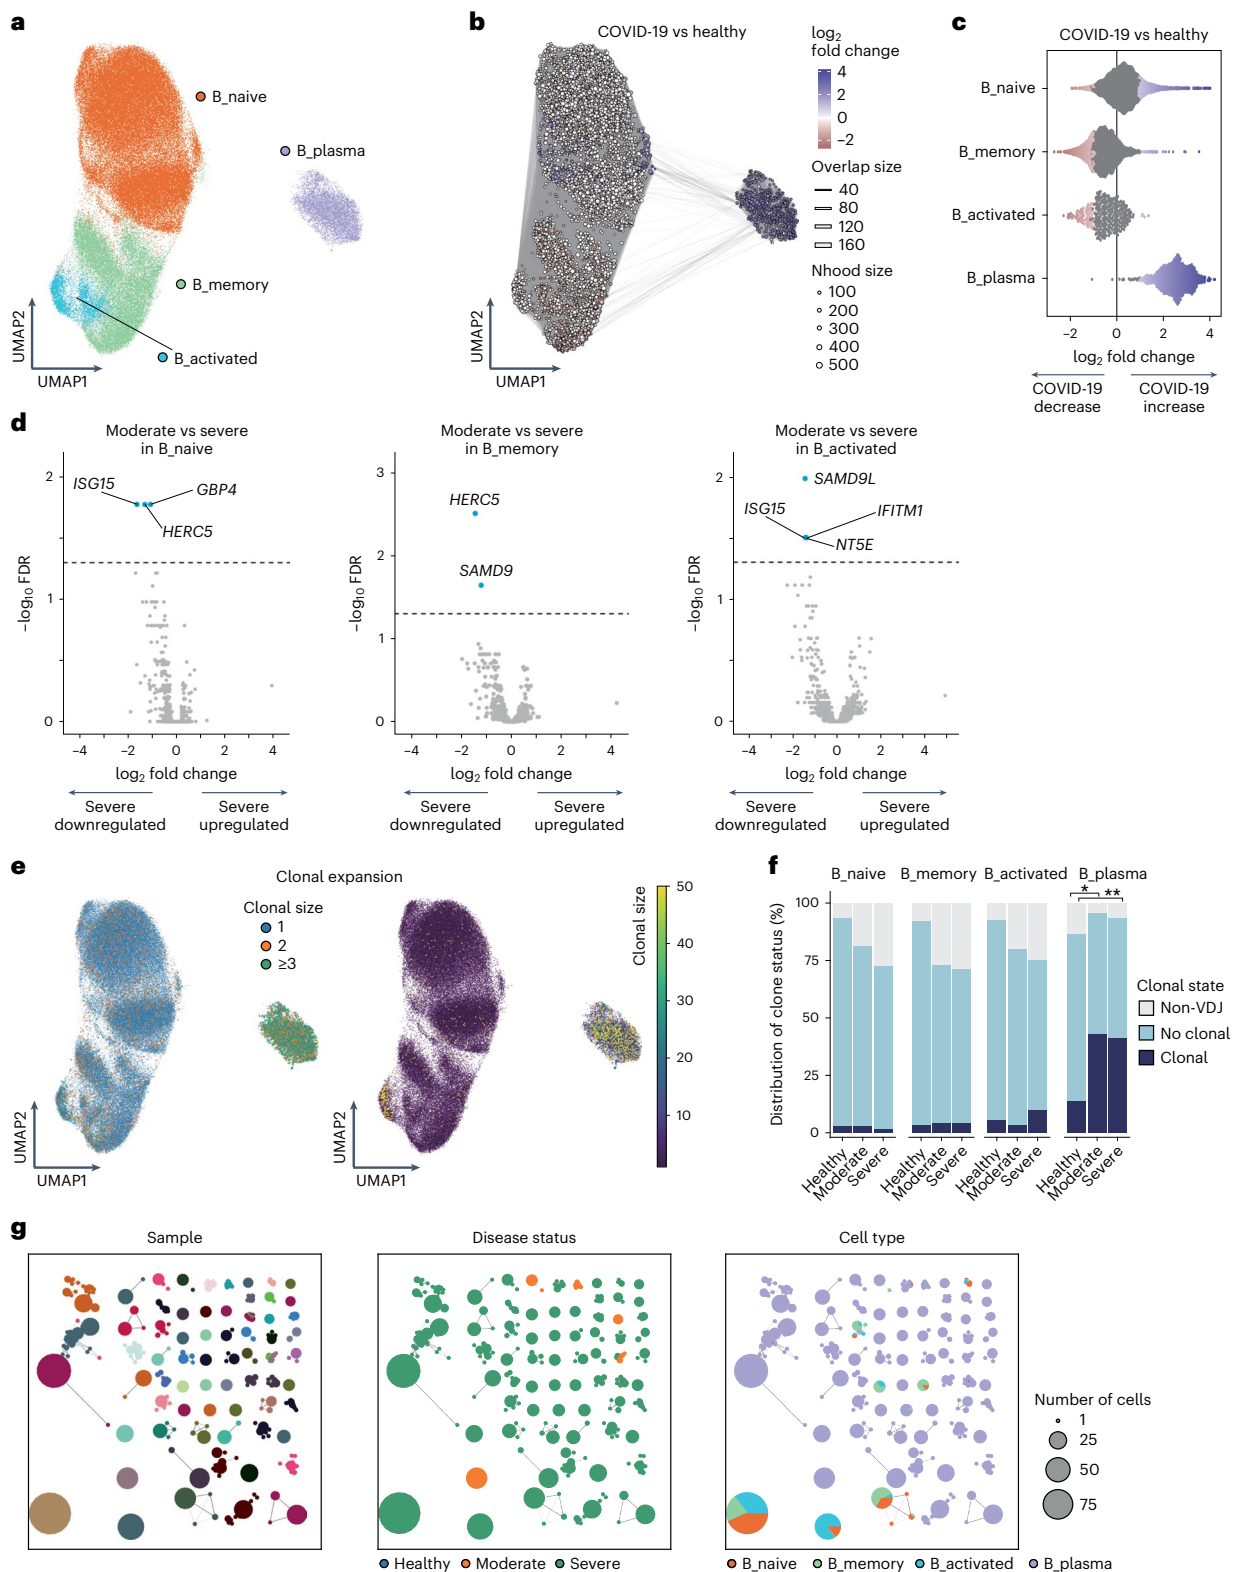 a
B_naive
B_plasma
B_memory
B_activated
UMAP2
UMAP1
b
COVID-19 vs healthy
UMAP2
UMAP1
log2
fold change
4
2
0
−2
Overlap size
40
80
120
160
Nhood size
100
200
300
400
500
c
COVID-19 vs healthy
B_naive
B_memory
B_activated
B_plasma
−2 0 2 4
log2 fold change
COVID-19
decrease
COVID-19
increase
d
Moderate vs severe
in B_naive
2
1
0
−log10 FDR
ISG15
GBP4
HERC5
−4 −2 0 2 4
log2 fold change
Severe
downregulated
Severe
upregulated
Moderate vs severe
in B_memory
3
2
1
0
−log10 FDR
HERC5
SAMD9
−4 −2 0 2 4
log2 fold change
Severe
downregulated
Severe
upregulated
Moderate vs severe
in B_activated
2
1
0
−log10 FDR
SAMD9L
ISG15
IFITM1
NT5E
−4 −2 0 2 4
log2 fold change
Severe
downregulated
Severe
upregulated
e
Clonal expansion
Clonal size
1
2
≥3
UMAP2
UMAP1
UMAP2
UMAP1
Clonal size
50
40
30
20
10
f
B_naive B_memory B_activated B_plasma
* **
Distribution of clone status (%)
100
75
50
25
0
Healthy Moderate Severe Healthy Moderate Severe Healthy Moderate Severe Healthy Moderate Severe
Clonal state
Non-VDJ
No clonal
Clonal
g
Sample
Disease status
Cell type
Healthy Moderate Severe
B_naive B_memory B_activated B_plasma
Number of cells
1
25
50
75